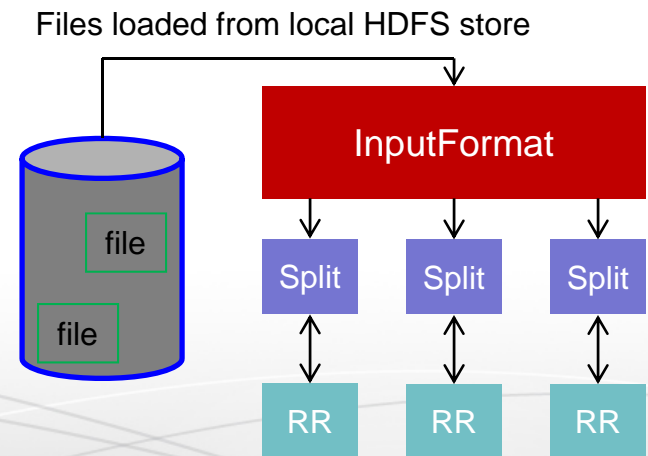 Files loaded from local HDFS store
InputFormat
file
Split Split Split
file
RR RR RR